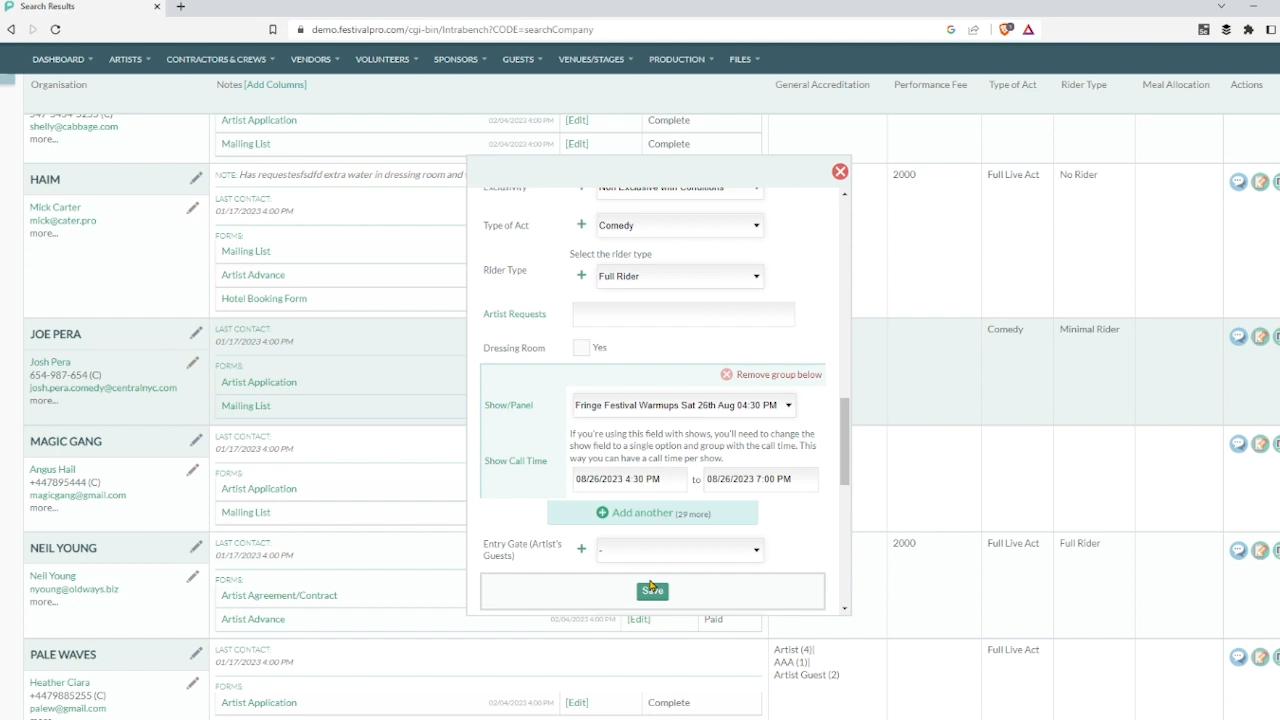 Search Results
demo.festivalpro.com/cgi-bin/Intrabench?CODE=searchCompany
DASHBOARD ARTISTS CONTRACTORS & CREWS VENDORS VOLUNTEERS SPONSORS GUESTS VENUES/STAGES PRODUCTION FILES
Organisation Notes [Add Columns] General Accreditation Performance Fee Type of Act Rider Type Meal Allocation Actions
shelly@cabbage.com
more...
Artist Application 02/04/2023 4:00 PM [Edit] Complete
Mailing List 02/04/2023 4:00 PM [Edit] Complete
HAIM
Mick Carter
mick@cater.pro
more...
NOTE: Has requestesfsdfd extra water in dressing room and
LAST CONTACT:
01/17/2023 4:00 PM
FORMS:
Mailing List
Artist Advance
Hotel Booking Form
2000 Full Live Act No Rider
JOE PERA
Josh Pera
654-987-654 (C)
josh.pera.comedy@centralnyc.com
more...
LAST CONTACT:
01/17/2023 4:00 PM
FORMS:
Artist Application
Mailing List
Comedy Minimal Rider
MAGIC GANG
Angus Hail
+447895444 (C)
magicgang@gmail.com
more...
LAST CONTACT:
01/17/2023 4:00 PM
FORMS:
Artist Application
Mailing List
NEIL YOUNG
Neil Young
nyoung@oldways.biz
more...
LAST CONTACT:
01/17/2023 4:00 PM
FORMS:
Artist Agreement/Contract
Artist Advance 02/04/2023 4:00 PM [Edit] Paid
2000 Full Live Act Full Rider
PALE WAVES
Heather Clara
+4479885255 (C)
palew@gmail.com
LAST CONTACT:
01/17/2023 4:00 PM
FORMS:
Artist Application 02/04/2023 4:00 PM [Edit] Complete
Artist (4)|
AAA (1)|
Artist Guest (2)
Full Live Act
Exclusivity Non Exclusive with Conditions
Type of Act Comedy
Select the rider type
Rider Type Full Rider
Artist Requests
Dressing Room Yes
Remove group below
Show/Panel Fringe Festival Warmups Sat 26th Aug 04:30 PM
If you're using this field with shows, you'll need to change the
show field to a single option and group with the call time. This
way you can have a call time per show.
Show Call Time
08/26/2023 4:30 PM to 08/26/2023 7:00 PM
Add another (29 more)
Entry Gate (Artist's
Guests)
-
Save